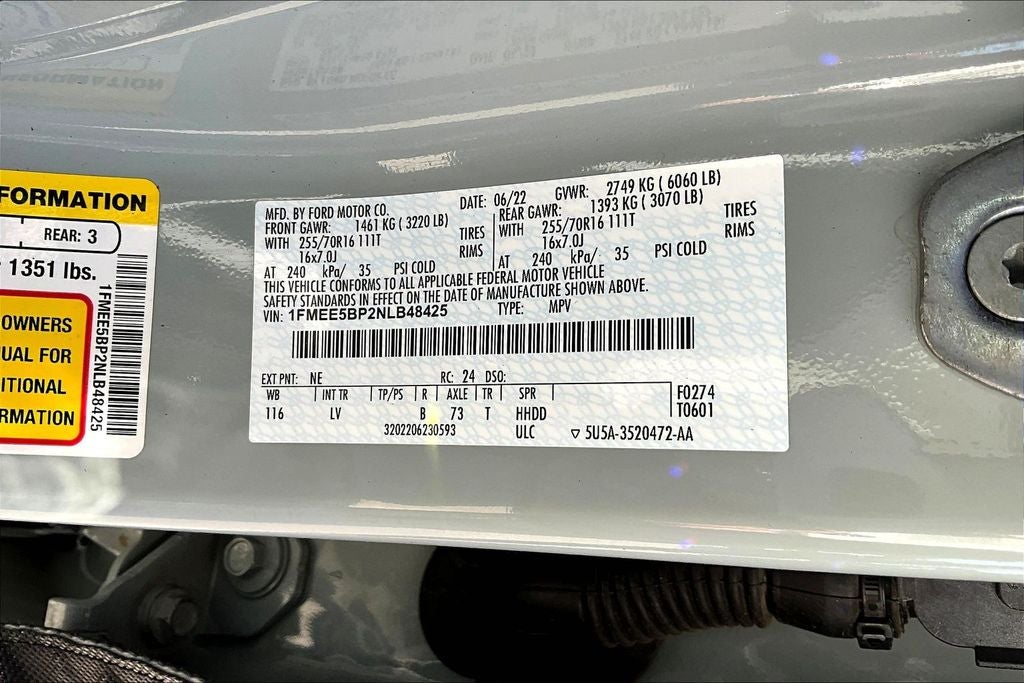 FORMATION
REAR: 3
1351 lbs.
OWNERS
UAL FOR
ITIONAL
RMATION
1FMEE5BP2NLB48425
MFD. BY FORD MOTOR CO. DATE: 06/22 GVWR: 2749 KG ( 6060 LB)
FRONT GAWR: 1461 KG ( 3220 LB) REAR GAWR: 1393 KG ( 3070 LB)
WITH 255/70R16 111T TIRES WITH 255/70R16 111T TIRES
16x7.0J RIMS 16x7.0J RIMS
AT 240 kPa/ 35 PSI COLD AT 240 kPa/ 35 PSI COLD
THIS VEHICLE CONFORMS TO ALL APPLICABLE FEDERAL MOTOR VEHICLE
SAFETY STANDARDS IN EFFECT ON THE DATE OF MANUFACTURE SHOWN ABOVE.
VIN: 1FMEE5BP2NLB48425 TYPE: MPV
EXT PNT: NE RC: 24 DSO:
WB INT TR TP/PS R AXLE TR SPR F0274
116 LV B 73 T HHDD T0601
3202206230593 ULC ▽ 5U5A-3520472-AA